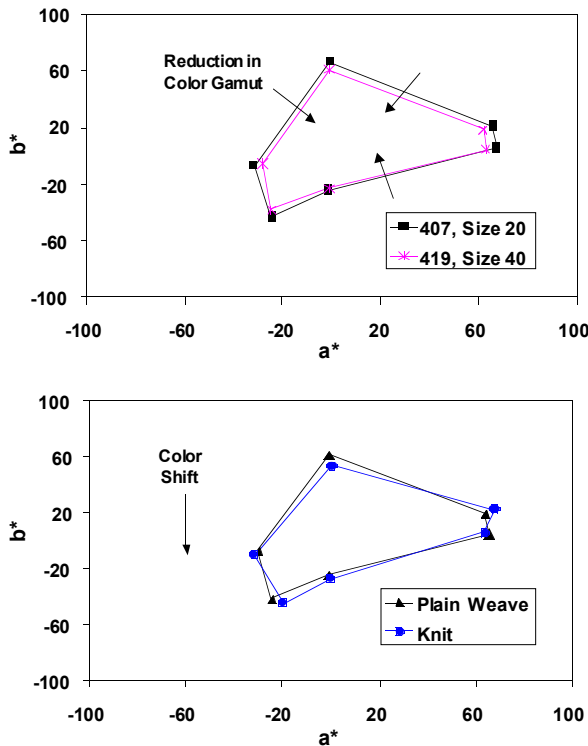 100
Reduction in
Color Gamut
60
20
b*
-20
-60
-100
407, Size 20
419, Size 40
-100
-60
-20
20
60
100
a*
100
Color
Shift
60
20
b*
-20
-60
-100
Plain Weave
Knit
-100
-60
-20
20
60
100
a*